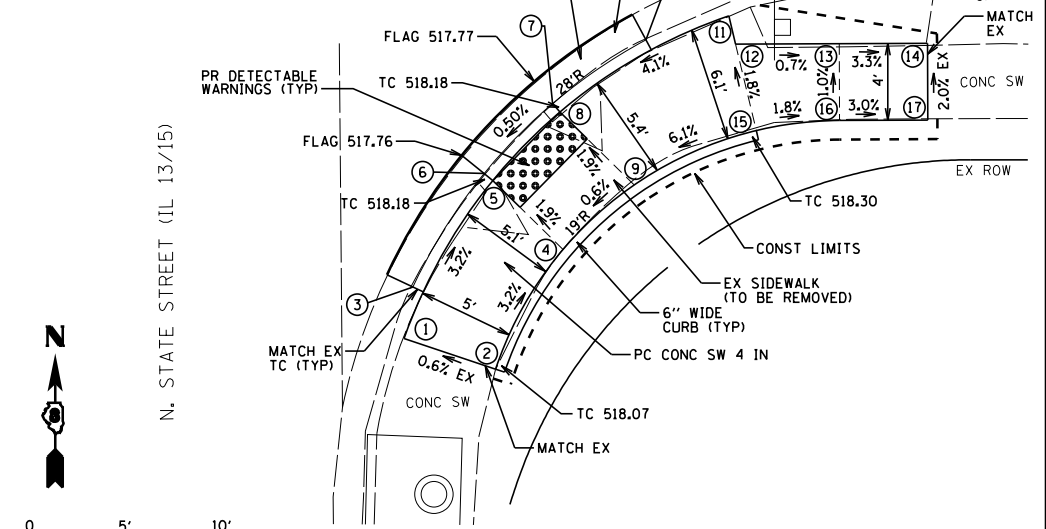 7
11
MATCH
EX
FLAG 517.77
4.1%
12
13
14
0.7%
3.3%
PR DETECTABLE
WARNINGS (TYP)
TC 518.18
28'R
6.1'
1.8%
1.0%
4'
2.0% EX
CONC SW
8
0.50%
5.4'
15
1.8%
16
3.0%
17
FLAG 517.76
6.1%
6
1.9%
9
EX ROW
TC 518.18
5
0.6%
TC 518.30
1.9%
19'R
5.1'
4
CONST LIMITS
3.2%
EX SIDEWALK
(TO BE REMOVED)
3
5'
3.2%
6" WIDE
CURB (TYP)
1
MATCH EX
TC (TYP)
2
PC CONC SW 4 IN
0.6% EX
CONC SW
TC 518.07
MATCH EX
N. STATE STREET (IL 13/15)
N
0 5' 10'